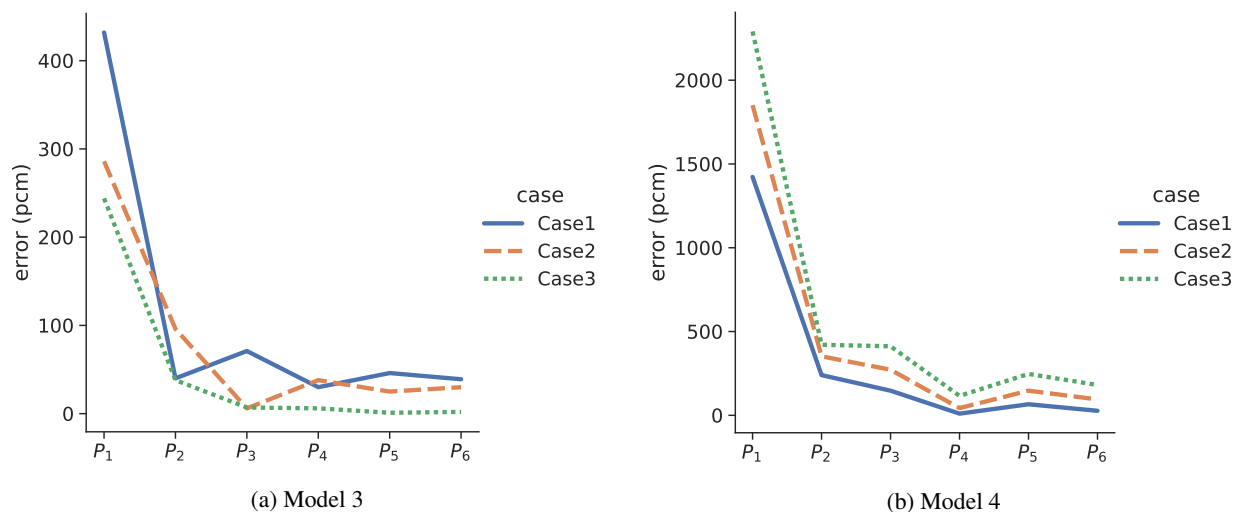 error (pcm)
400
300
200
100
0
P1 P2 P3 P4 P5 P6
case
Case1
Case2
Case3
(a) Model 3
error (pcm)
2000
1500
1000
500
0
P1 P2 P3 P4 P5 P6
case
Case1
Case2
Case3
(b) Model 4